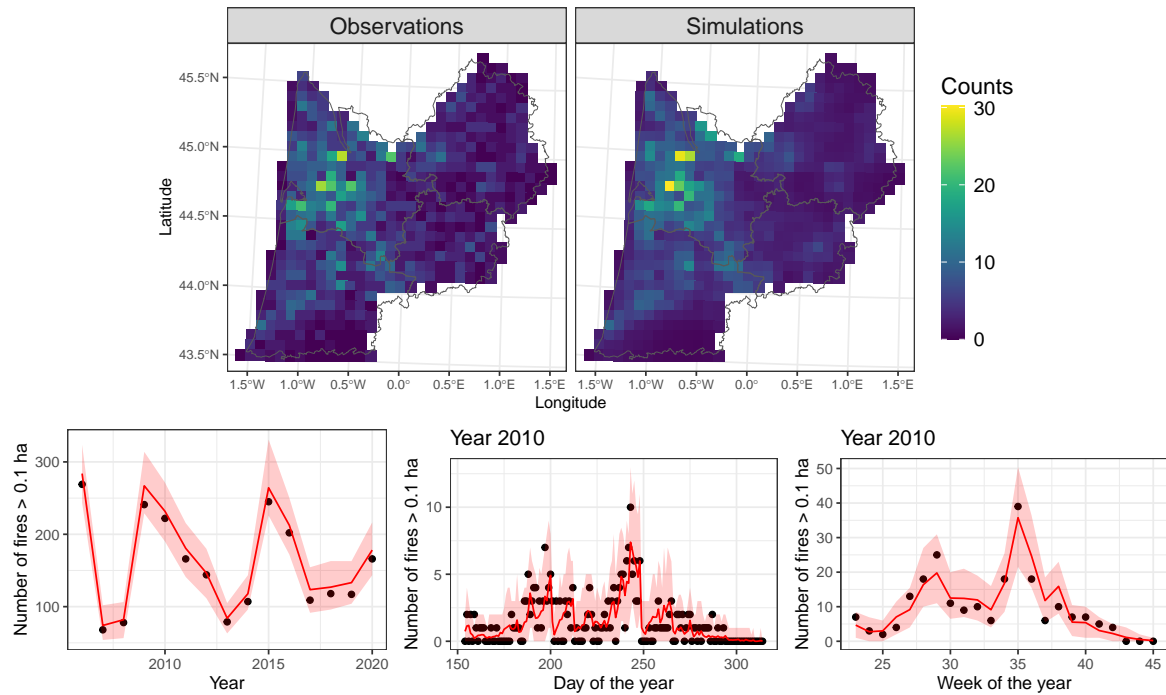 Observations
Simulations
45.5°N
45.0°N
44.5°N
44.0°N
43.5°N
Latitude
1.5°W
1.0°W
0.5°W
0.0°
0.5°E
1.0°E
1.5°E
1.5°W
1.0°W
0.5°W
0.0°
0.5°E
1.0°E
1.5°E
Longitude
Counts
30
20
10
0
Number of fires > 0.1 ha
300
200
100
2010
2015
2020
Year
Year 2010
Number of fires > 0.1 ha
10
5
0
150
200
250
300
Day of the year
Year 2010
Number of fires > 0.1 ha
50
40
30
20
10
0
25
30
35
40
45
Week of the year